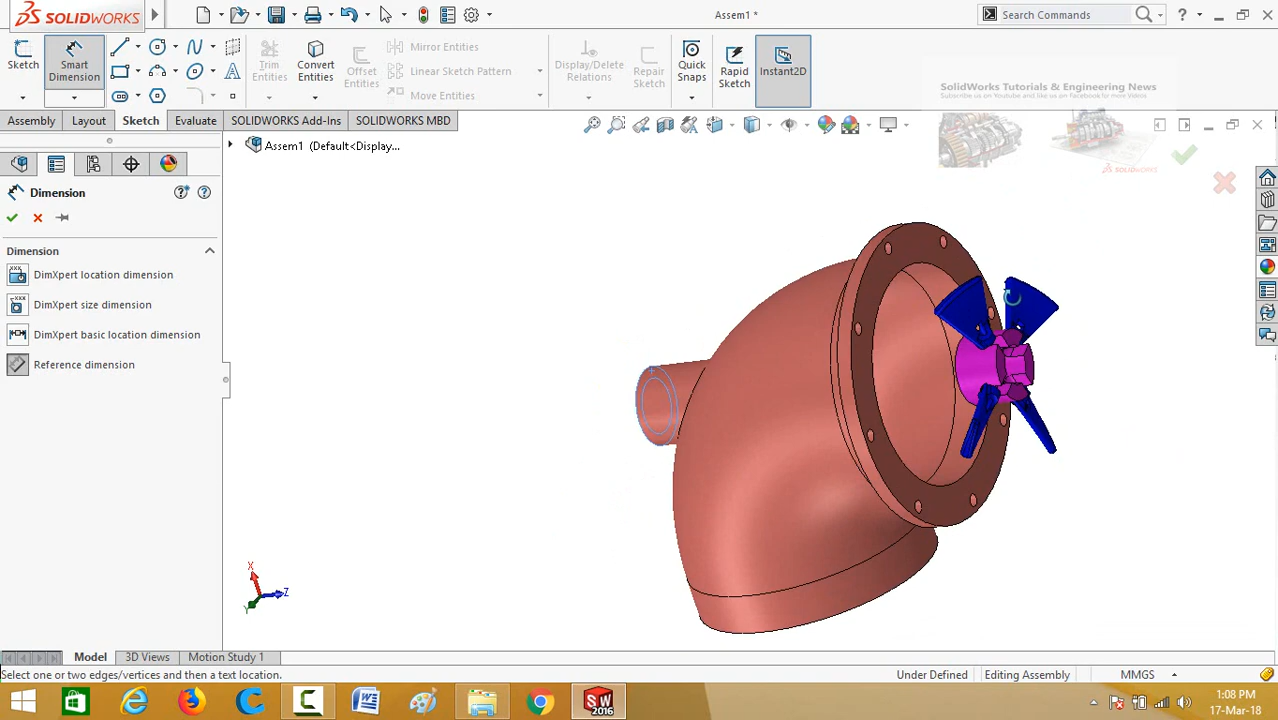 SOLIDWORKS
Assem1 *
Search Commands
?
Sketch
Smart Dimension
Trim Entities
Convert Entities
Offset Entities
Mirror Entities
Linear Sketch Pattern
Move Entities
Display/Delete Relations
Repair Sketch
Quick Snaps
Rapid Sketch
Instant2D
SolidWorks Tutorials & Engineering News
Subscribe us on Youtube and like us on Facebook for more Videos
SOLIDWORKS
Assembly
Layout
Sketch
Evaluate
SOLIDWORKS Add-Ins
SOLIDWORKS MBD
Assem1 (Default<Display...
Dimension
Dimension
DimXpert location dimension
DimXpert size dimension
DimXpert basic location dimension
Reference dimension
X
Y
Z
Model
3D Views
Motion Study 1
Select one or two edges/vertices and then a text location.
Under Defined
Editing Assembly
MMGS
SW
2016
1:08 PM
17-Mar-18